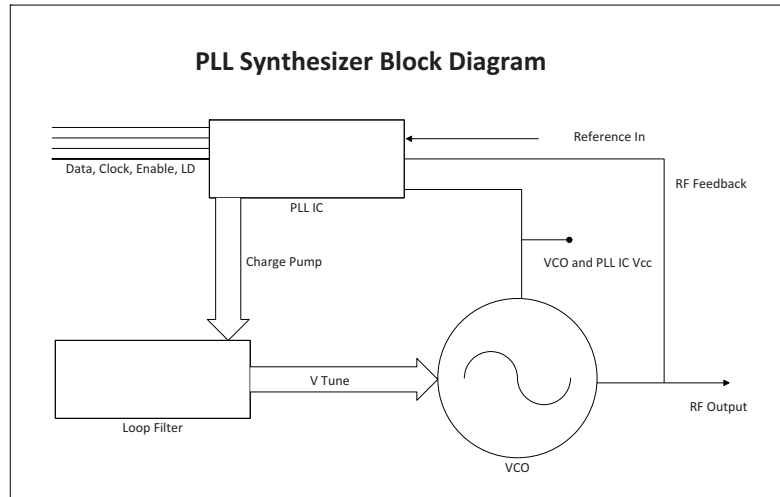 PLL Synthesizer Block Diagram
Reference In
Data, Clock, Enable, LD
RF Feedback
PLL IC
Charge Pump
VCO and PLL IC Vcc
V Tune
RF Output
Loop Filter
VCO